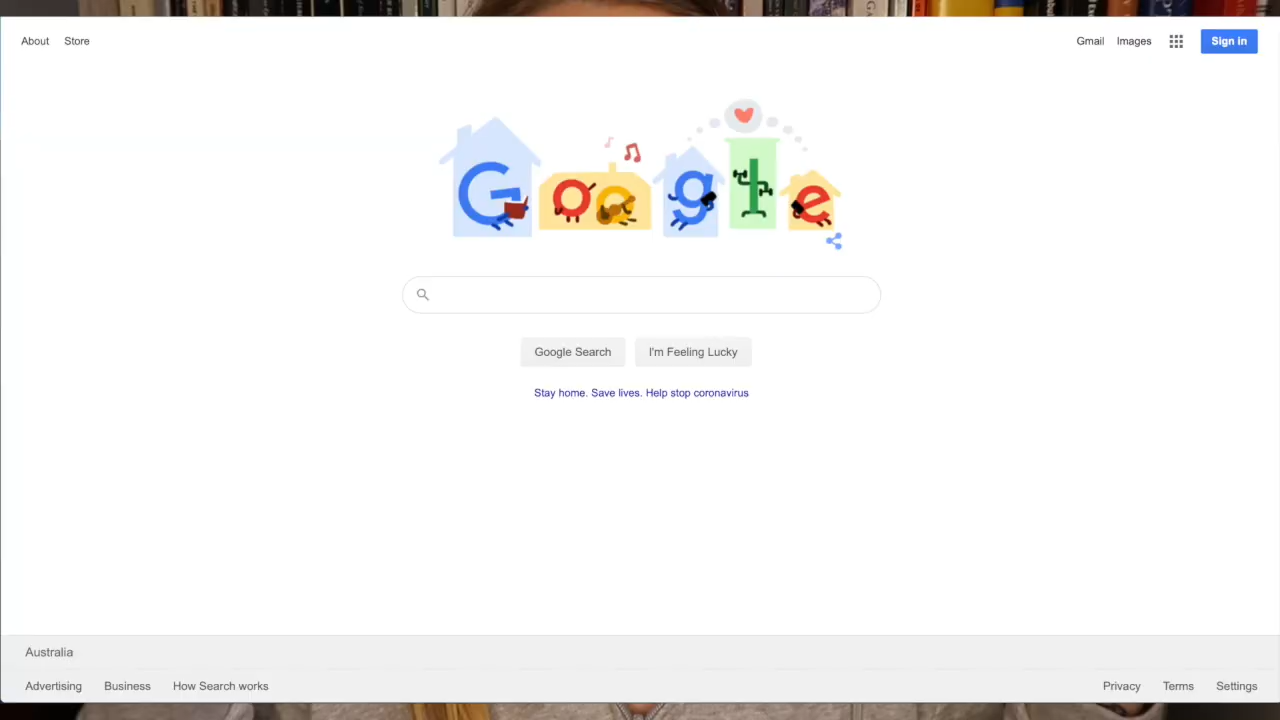 About Store
Gmail Images Sign in
Google
Google Search I'm Feeling Lucky
Stay home. Save lives. Help stop coronavirus
Australia
Advertising Business How Search works
Privacy Terms Settings